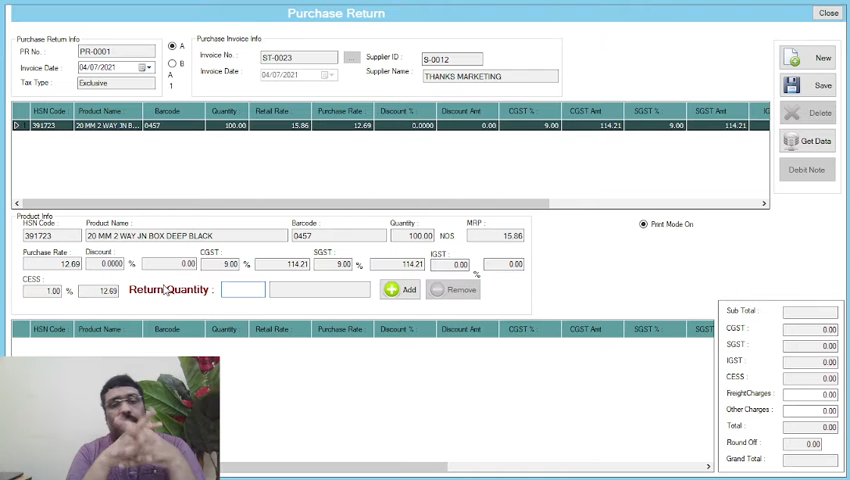 Purchase Return
Close
Purchase Return Info
PR No. : PR-0001
Invoice Date : 04/07/2021
Tax Type : Exclusive
A
B
A
1
Purchase Invoice Info
Invoice No. : ST-0023 ...
Invoice Date : 04/07/2021
Supplier ID : S-0012
Supplier Name : THANKS MARKETING
New
Save
Delete
Get Data
Debit Note
HSN Code : Product Name : Barcode Quantity : Retail Rate : Purchase Rate : Discount % Discount Amt CGST % : CGST Amt SGST % : SGST Amt
391723 20 MM 2 WAY JN B... 0457 100.00 15.86 12.69 0.0000 0.00 9.00 114.21 9.00 114.21
Product Info
HSN Code : Product Name : Barcode : Quantity : MRP :
391723 20 MM 2 WAY JN BOX DEEP BLACK 0457 100.00 NOS 15.86
Print Mode On
Purchase Rate : Discount : CGST : SGST : IGST :
12.69 0.0000 % 0.00 9.00 % 114.21 9.00 % 114.21 0.00 % 0.00
CESS :
1.00 % 12.69 Return Quantity : Add Remove
HSN Code : Product Name : Barcode Quantity : Retail Rate : Purchase Rate : Discount % : Discount Amt : CGST % : CGST Amt SGST % : SGST
Sub Total :
CGST : 0.00
SGST : 0.00
IGST : 0.00
CESS : 0.00
FreightCharges : 0.00
Other Charges : 0.00
Total : 0.00
Round Off : 0.00
Grand Total :